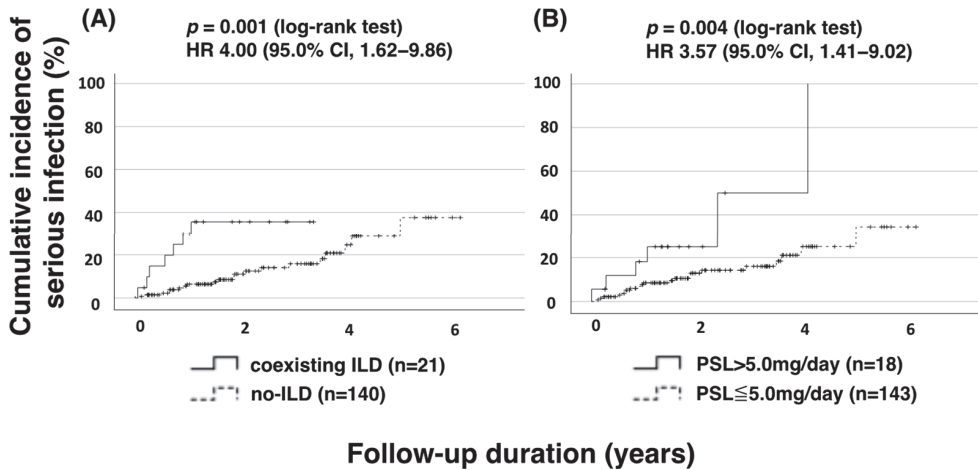 Cumulative incidence of
serious infection (%)
(A)
p = 0.001 (log-rank test)
HR 4.00 (95.0% CI, 1.62–9.86)
100
80
60
40
20
0
0 2 4 6
coexisting ILD (n=21)
no-ILD (n=140)
(B)
p = 0.004 (log-rank test)
HR 3.57 (95.0% CI, 1.41–9.02)
100
80
60
40
20
0
0 2 4 6
PSL>5.0mg/day (n=18)
PSL≦5.0mg/day (n=143)
Follow-up duration (years)